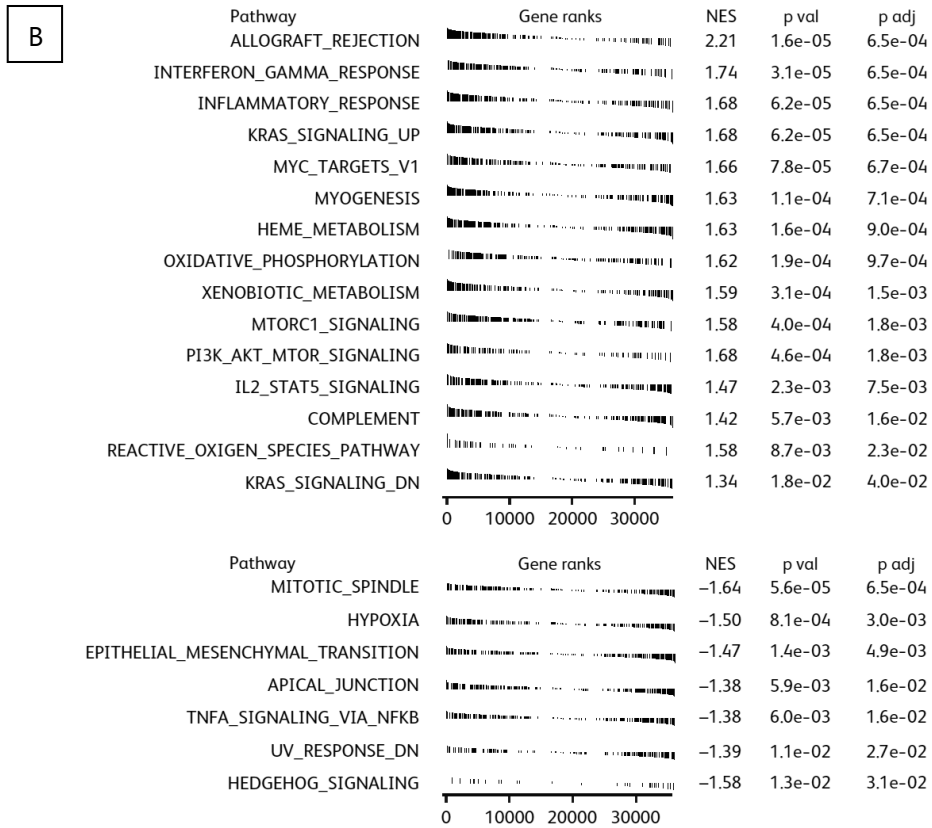 B
Pathway Gene ranks NES p val p adj
ALLOGRAFT_REJECTION 2.21 1.6e-05 6.5e-04
INTERFERON_GAMMA_RESPONSE 1.74 3.1e-05 6.5e-04
INFLAMMATORY_RESPONSE 1.68 6.2e-05 6.5e-04
KRAS_SIGNALING_UP 1.68 6.2e-05 6.5e-04
MYC_TARGETS_V1 1.66 7.8e-05 6.7e-04
MYOGENESIS 1.63 1.1e-04 7.1e-04
HEME_METABOLISM 1.63 1.6e-04 9.0e-04
OXIDATIVE_PHOSPHORYLATION 1.62 1.9e-04 9.7e-04
XENOBIOTIC_METABOLISM 1.59 3.1e-04 1.5e-03
MTORC1_SIGNALING 1.58 4.0e-04 1.8e-03
PI3K_AKT_MTOR_SIGNALING 1.68 4.6e-04 1.8e-03
IL2_STAT5_SIGNALING 1.47 2.3e-03 7.5e-03
COMPLEMENT 1.42 5.7e-03 1.6e-02
REACTIVE_OXIGEN_SPECIES_PATHWAY 1.58 8.7e-03 2.3e-02
KRAS_SIGNALING_DN 1.34 1.8e-02 4.0e-02
0 10000 20000 30000
Pathway Gene ranks NES p val p adj
MITOTIC_SPINDLE −1.64 5.6e-05 6.5e-04
HYPOXIA −1.50 8.1e-04 3.0e-03
EPITHELIAL_MESENCHYMAL_TRANSITION −1.47 1.4e-03 4.9e-03
APICAL_JUNCTION −1.38 5.9e-03 1.6e-02
TNFA_SIGNALING_VIA_NFKB −1.38 6.0e-03 1.6e-02
UV_RESPONSE_DN −1.39 1.1e-02 2.7e-02
HEDGEHOG_SIGNALING −1.58 1.3e-02 3.1e-02
0 10000 20000 30000